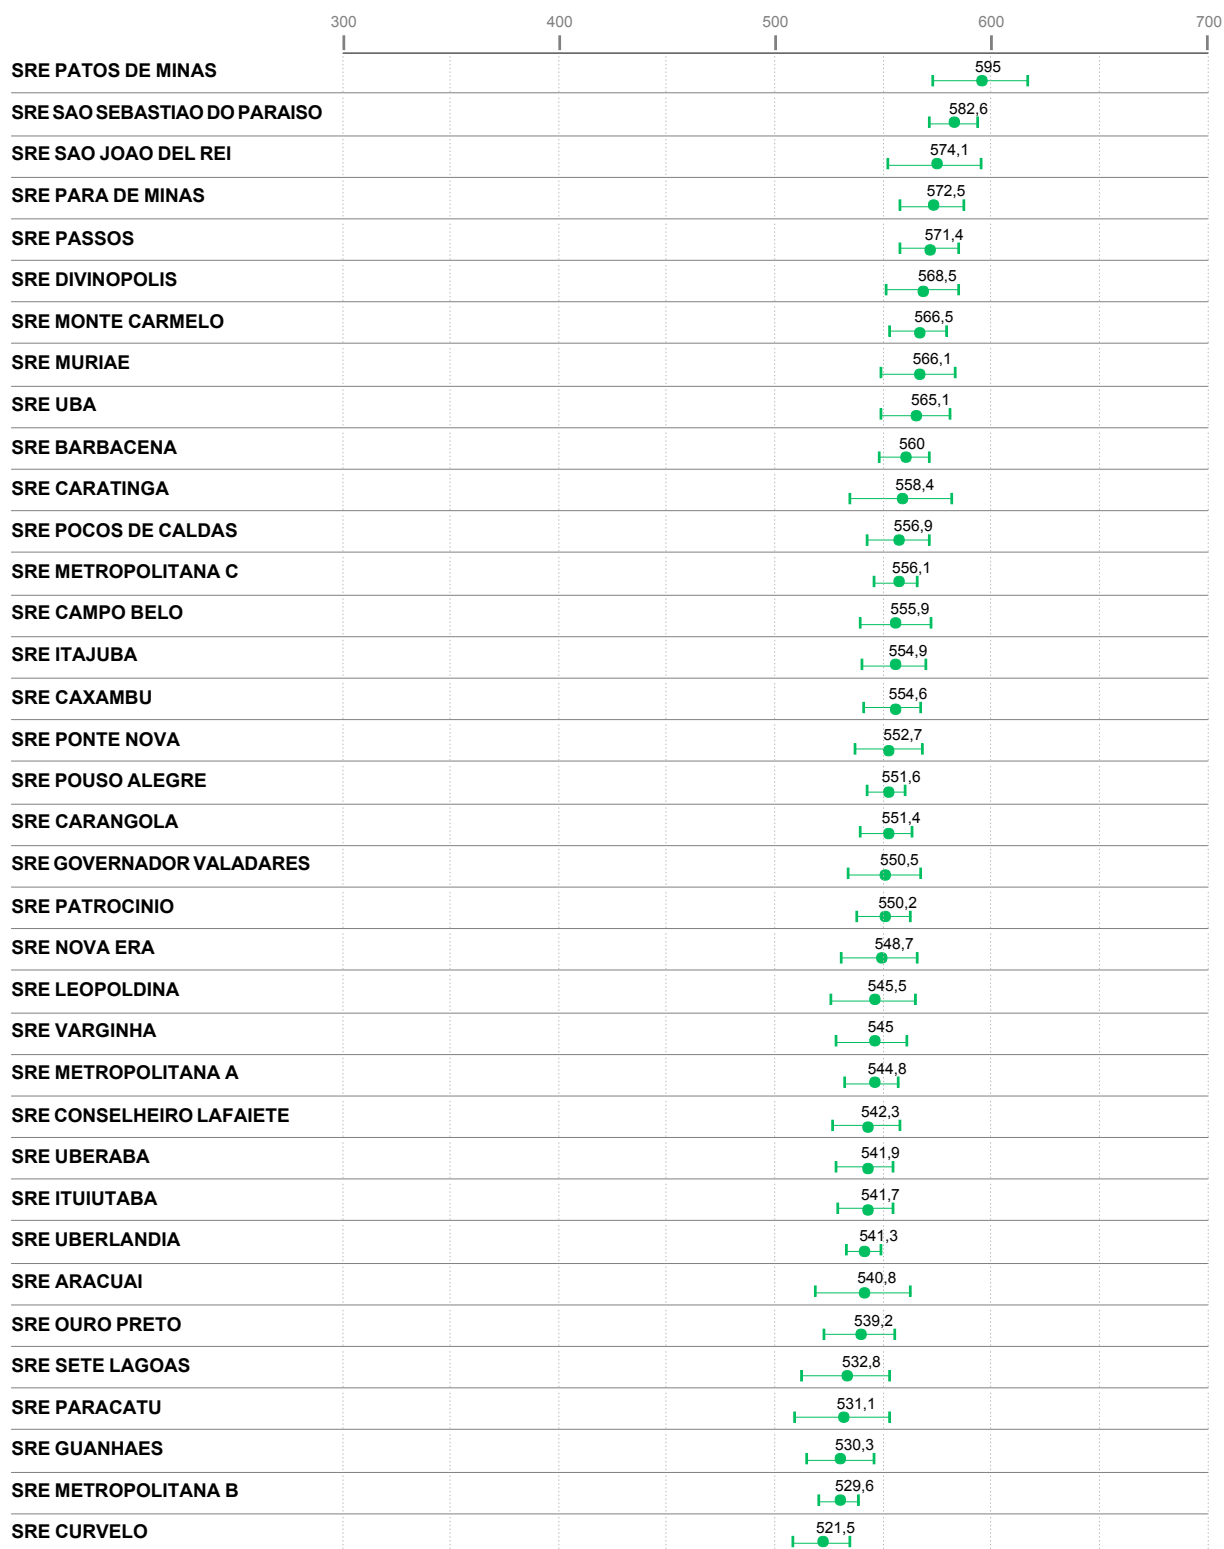 300 400 500 600 700
SRE PATOS DE MINAS 595
SRE SAO SEBASTIAO DO PARAISO 582,6
SRE SAO JOAO DEL REI 574,1
SRE PARA DE MINAS 572,5
SRE PASSOS 571,4
SRE DIVINOPOLIS 568,5
SRE MONTE CARMELO 566,5
SRE MURIAE 566,1
SRE UBA 565,1
SRE BARBACENA 560
SRE CARATINGA 558,4
SRE POCOS DE CALDAS 556,9
SRE METROPOLITANA C 556,1
SRE CAMPO BELO 555,9
SRE ITAJUBA 554,9
SRE CAXAMBU 554,6
SRE PONTE NOVA 552,7
SRE POUSO ALEGRE 551,6
SRE CARANGOLA 551,4
SRE GOVERNADOR VALADARES 550,5
SRE PATROCINIO 550,2
SRE NOVA ERA 548,7
SRE LEOPOLDINA 545,5
SRE VARGINHA 545
SRE METROPOLITANA A 544,8
SRE CONSELHEIRO LAFAIETE 542,3
SRE UBERABA 541,9
SRE ITUIUTABA 541,7
SRE UBERLANDIA 541,3
SRE ARACUAI 540,8
SRE OURO PRETO 539,2
SRE SETE LAGOAS 532,8
SRE PARACATU 531,1
SRE GUANHAES 530,3
SRE METROPOLITANA B 529,6
SRE CURVELO 521,5